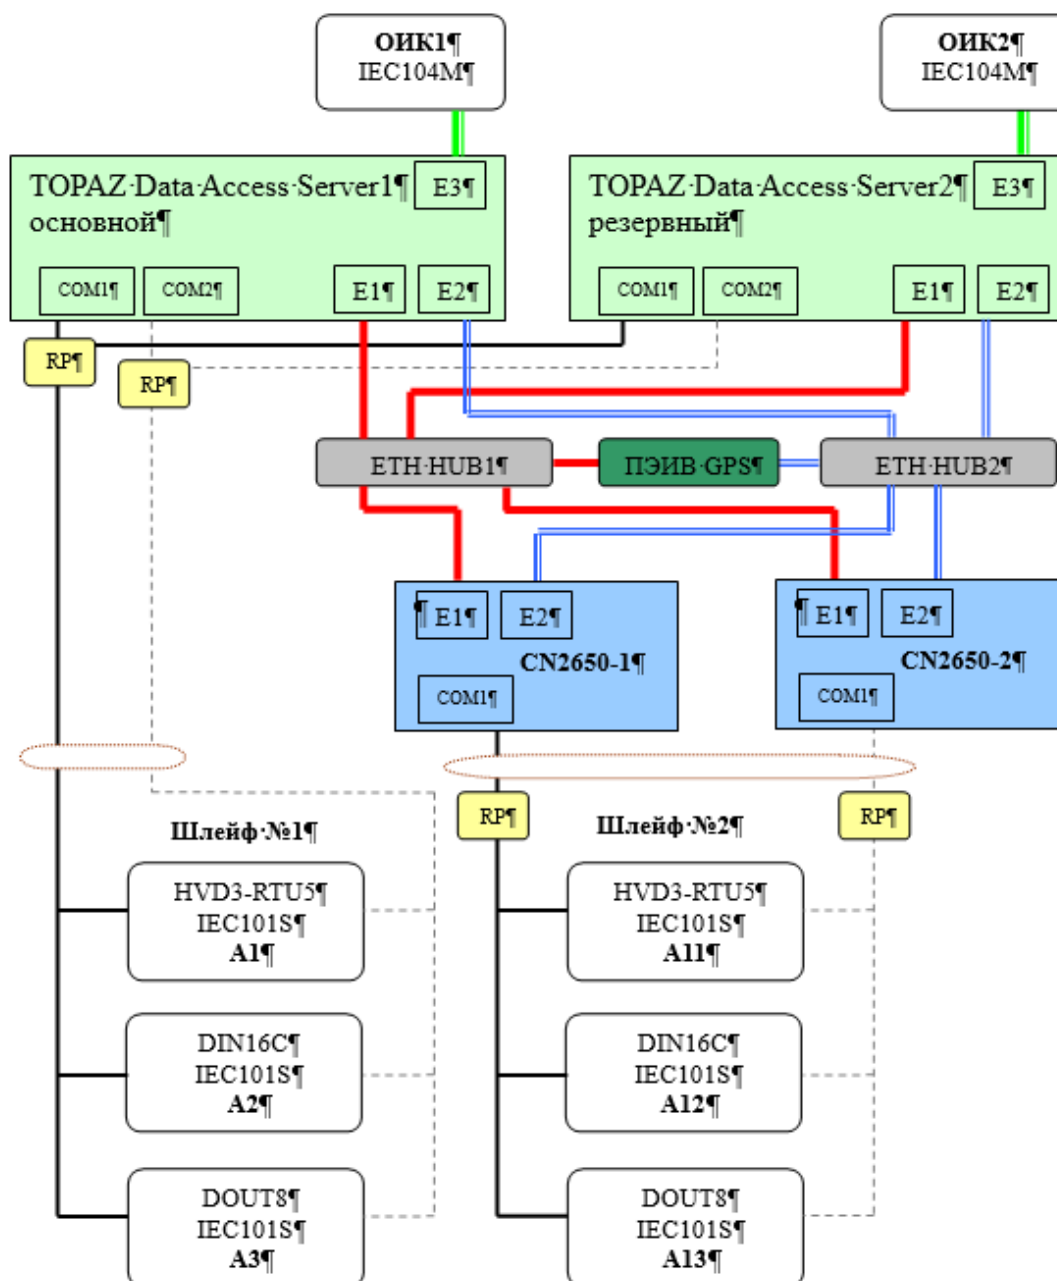 ОИК1¶
IEC104M¶
ОИК2¶
IEC104M¶
TOPAZ·Data·Access·Server1¶
основной¶
E3¶
COM1¶
COM2¶
E1¶
E2¶
TOPAZ·Data·Access·Server2¶
резервный¶
E3¶
COM1¶
COM2¶
E1¶
E2¶
RP¶
RP¶
ETH·HUB1¶
ПЭИВ·GPS¶
ETH·HUB2¶
¶
E1¶
E2¶
CN2650-1¶
COM1¶
¶
E1¶
E2¶
CN2650-2¶
COM1¶
RP¶
RP¶
Шлейф·№1¶
HVD3-RTU5¶
IEC101S¶
A1¶
DIN16C¶
IEC101S¶
A2¶
DOUT8¶
IEC101S¶
A3¶
Шлейф·№2¶
HVD3-RTU5¶
IEC101S¶
A11¶
DIN16C¶
IEC101S¶
A12¶
DOUT8¶
IEC101S¶
A13¶